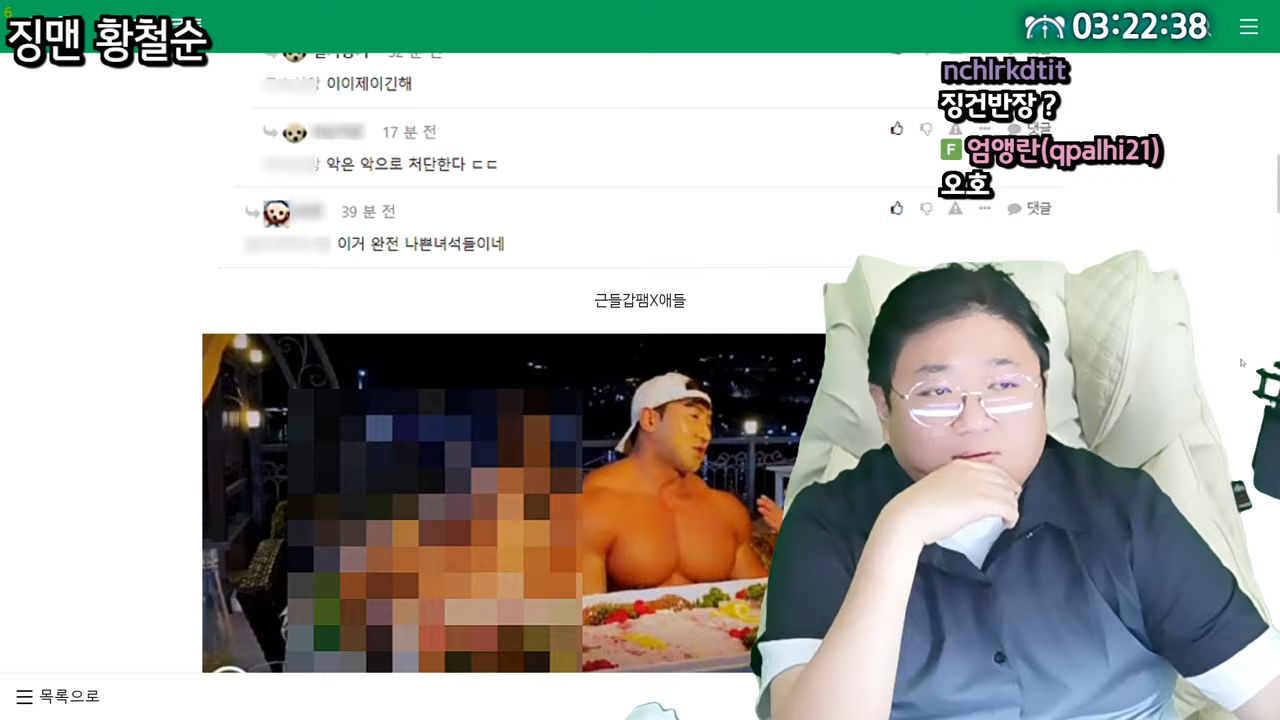 6
징맨 황철순
03:22:38
이이제이긴해
17 분 전
악은 악으로 처단한다 ㄷㄷ
댓글
39 분 전
댓글
이거 완전 나쁜녀석들이네
nchlrkdtit
징건반장 ?
F 엄앵란(qpalhi21)
오호
근들갑팸X애들
목록으로